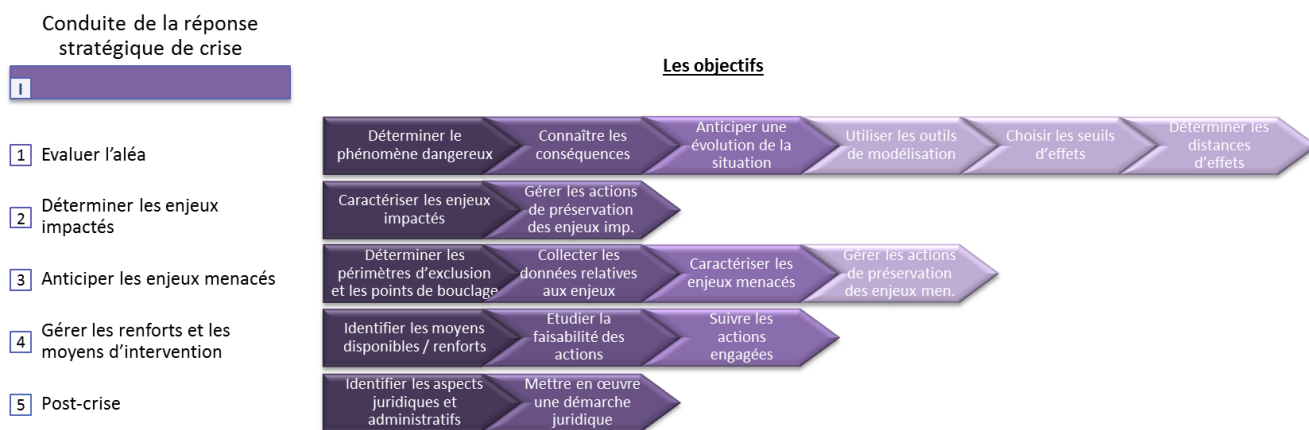 Conduite de la réponse
stratégique de crise
I
Les objectifs
1 Evaluer l'aléa
Déterminer le
phénomène dangereux
Connaître les
conséquences
Anticiper une
évolution de la
situation
Utiliser les outils
de modélisation
Choisir les seuils
d'effets
Déterminer les
distances
d'effets
2 Déterminer les enjeux
impactés
Caractériser les enjeux
impactés
Gérer les actions
de préservation
des enjeux imp.
3 Anticiper les enjeux menacés
Déterminer les
périmètres d'exclusion
et les points de bouclage
Collecter les
données relatives
aux enjeux
Caractériser les
enjeux menacés
Gérer les actions
de préservation
des enjeux men.
4 Gérer les renforts et les
moyens d'intervention
Identifier les moyens
disponibles / renforts
Etudier la
faisabilité des
actions
Suivre les
actions
engagées
5 Post-crise
Identifier les aspects
juridiques et
administratifs
Mettre en œuvre
une démarche
juridique